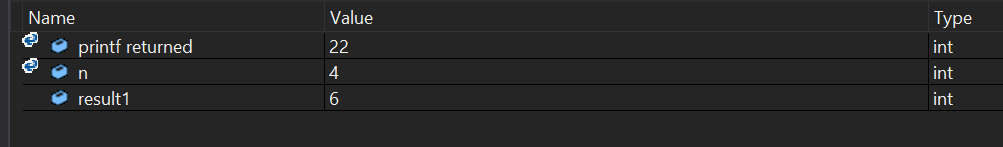 Name Value Type
printf returned 22 int
n 4 int
result1 6 int